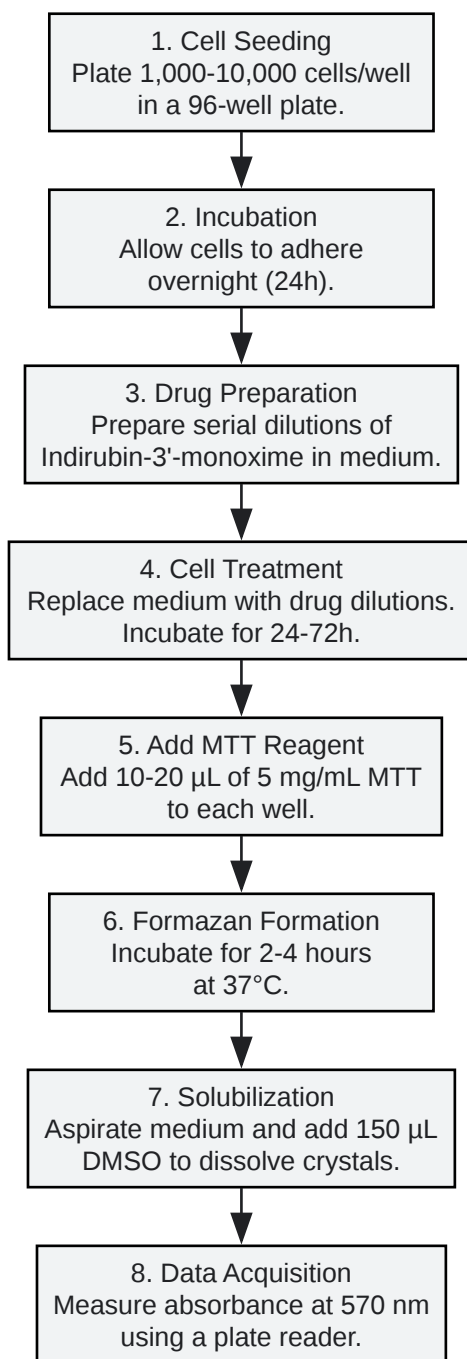 1. Cell Seeding
Plate 1,000-10,000 cells/well
in a 96-well plate.
2. Incubation
Allow cells to adhere
overnight (24h).
3. Drug Preparation
Prepare serial dilutions of
Indirubin-3'-monoxime in medium.
4. Cell Treatment
Replace medium with drug dilutions.
Incubate for 24-72h.
5. Add MTT Reagent
Add 10-20 µL of 5 mg/mL MTT
to each well.
6. Formazan Formation
Incubate for 2-4 hours
at 37°C.
7. Solubilization
Aspirate medium and add 150 µL
DMSO to dissolve crystals.
8. Data Acquisition
Measure absorbance at 570 nm
using a plate reader.